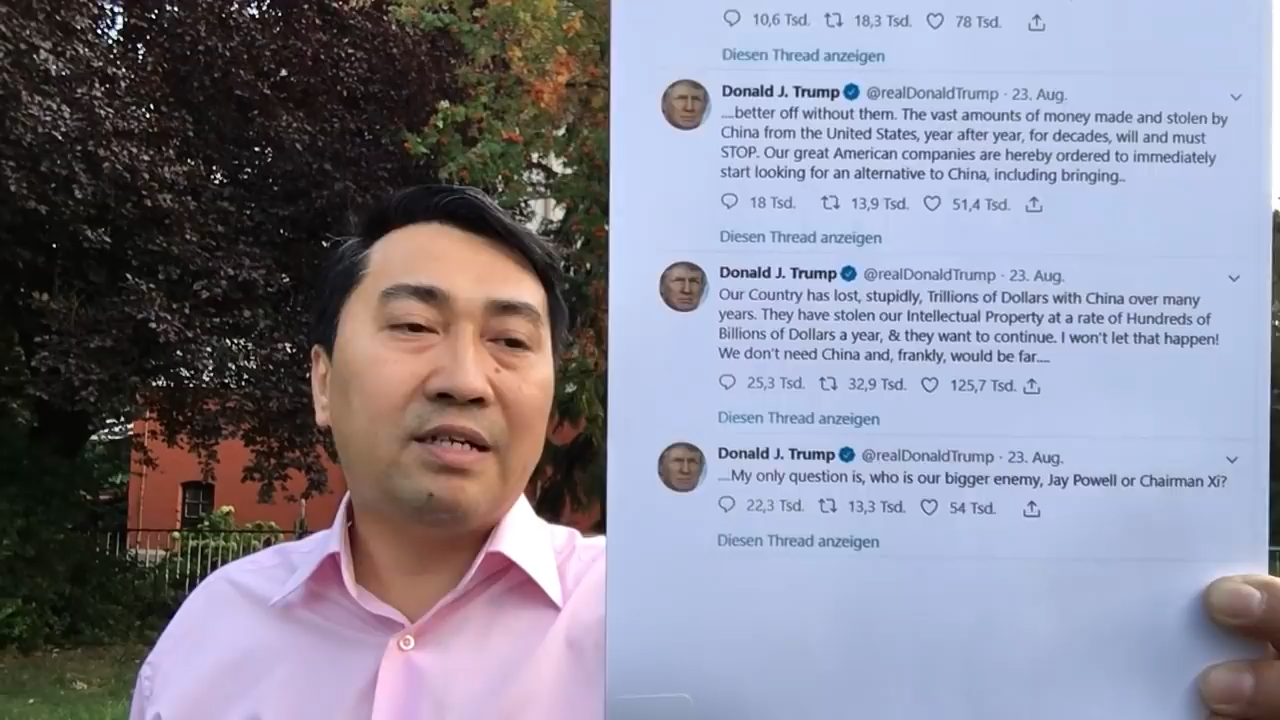 10,6 Tsd. 18,3 Tsd. 78 Tsd.
Diesen Thread anzeigen
Donald J. Trump @realDonaldTrump · 23. Aug.
....better off without them. The vast amounts of money made and stolen by
China from the United States, year after year, for decades, will and must
STOP. Our great American companies are hereby ordered to immediately
start looking for an alternative to China, including bringing..
18 Tsd. 13,9 Tsd. 51,4 Tsd.
Diesen Thread anzeigen
Donald J. Trump @realDonaldTrump · 23. Aug.
Our Country has lost, stupidly, Trillions of Dollars with China over many
years. They have stolen our Intellectual Property at a rate of Hundreds of
Billions of Dollars a year, & they want to continue. I won't let that happen!
We don't need China and, frankly, would be far....
25,3 Tsd. 32,9 Tsd. 125,7 Tsd.
Diesen Thread anzeigen
Donald J. Trump @realDonaldTrump · 23. Aug.
....My only question is, who is our bigger enemy, Jay Powell or Chairman Xi?
22,3 Tsd. 13,3 Tsd. 54 Tsd.
Diesen Thread anzeigen